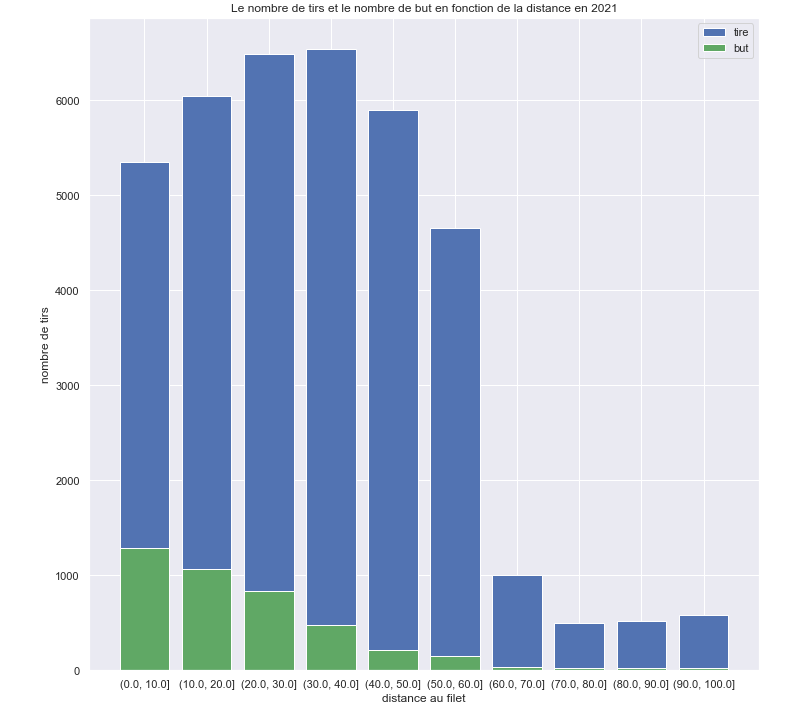 Le nombre de tirs et le nombre de but en fonction de la distance en 2021
tire
but
nombre de tirs
6000
5000
4000
3000
2000
1000
0
(0.0, 10.0] (10.0, 20.0] (20.0, 30.0] (30.0, 40.0] (40.0, 50.0] (50.0, 60.0] (60.0, 70.0] (70.0, 80.0] (80.0, 90.0] (90.0, 100.0]
distance au filet